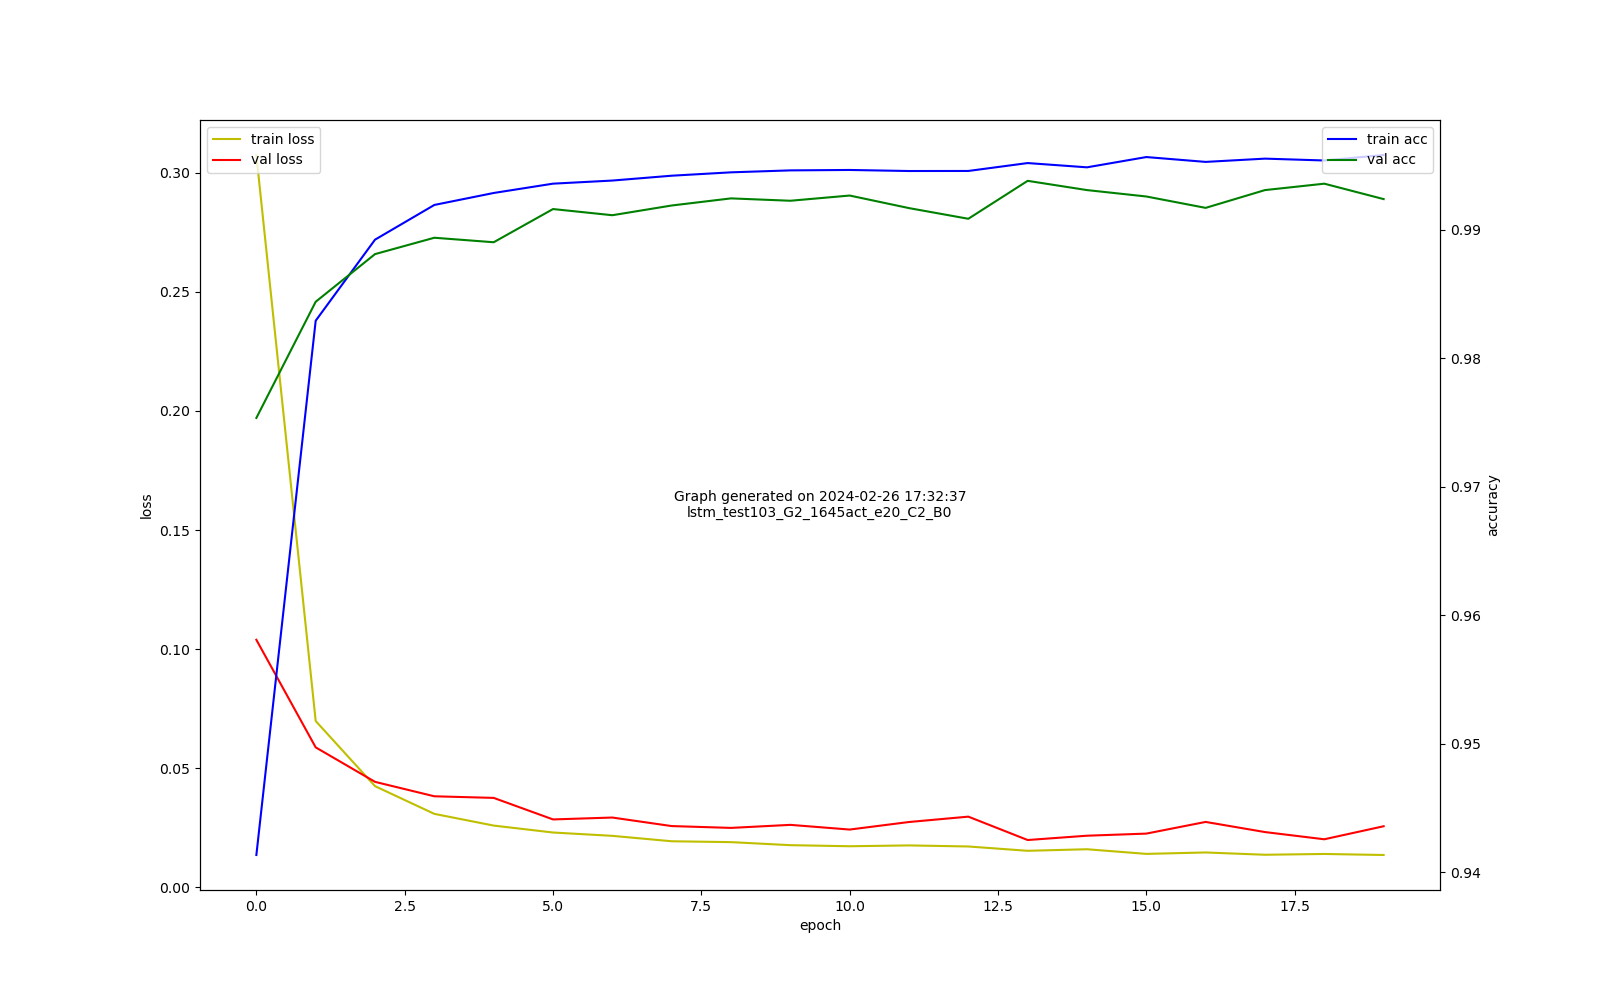 train loss
val loss
train acc
val acc
0.30
0.25
0.20
0.15
0.10
0.05
0.00
loss
0.99
0.98
0.97
0.96
0.95
0.94
accuracy
Graph generated on 2024-02-26 17:32:37
lstm_test103_G2_1645act_e20_C2_B0
0.0 2.5 5.0 7.5 10.0 12.5 15.0 17.5
epoch